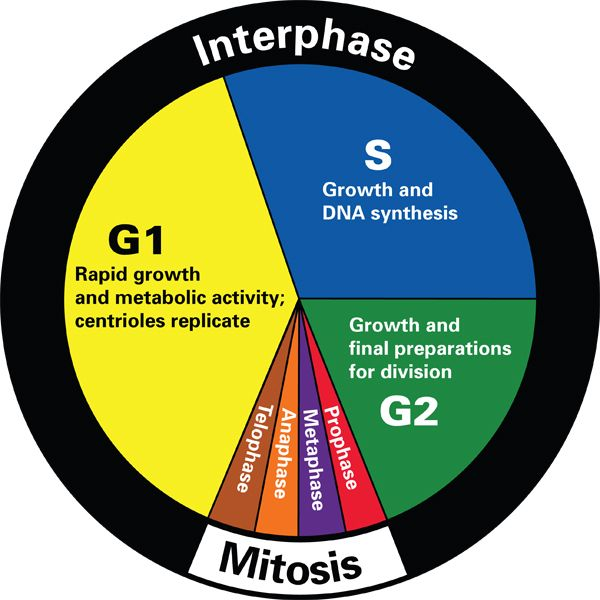 Interphase
S
Growth and
DNA synthesis
G1
Rapid growth
and metabolic activity;
centrioles replicate
Growth and
final preparations
for division
G2
Telophase
Anaphase
Metaphase
Prophase
Mitosis